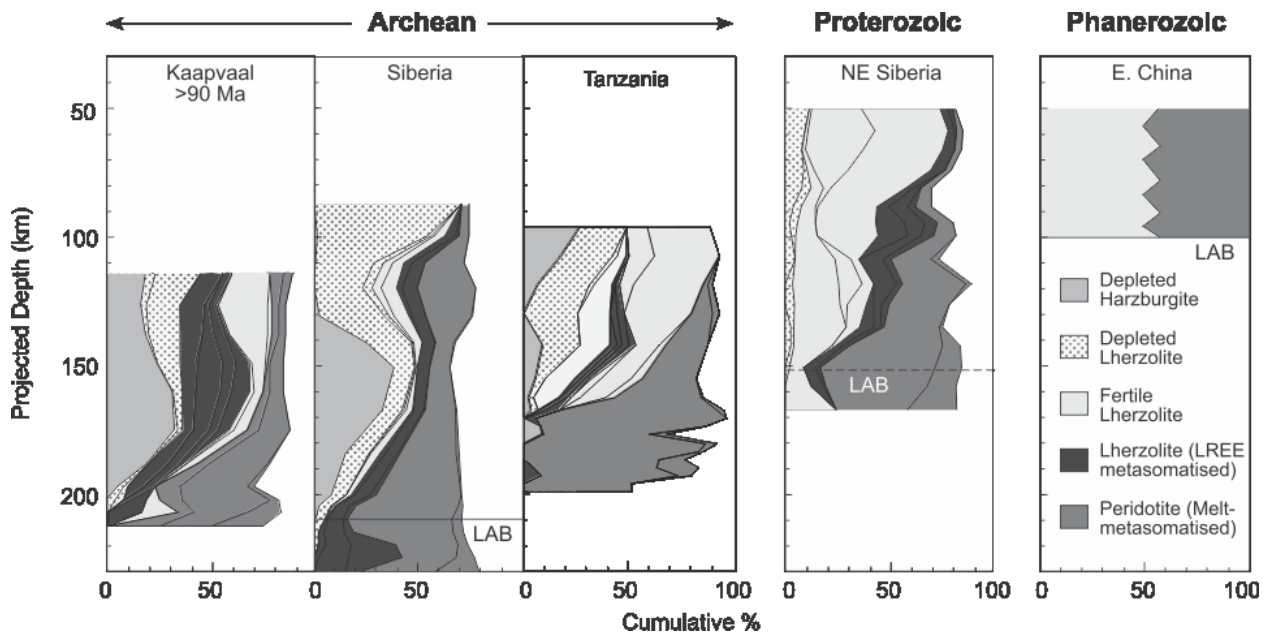 Archean
Proterozoic
Phanerozoic
Kaapvaal
>90 Ma
Siberia
Tanzania
NE Siberia
E. China
50
100
150
200
Projected Depth (km)
LAB
LAB
LAB
Depleted
Harzburgite
Depleted
Lherzolite
Fertile
Lherzolite
Lherzolite (LREE
metasomatised)
Peridotite (Melt-
metasomatised)
0 50 0 50 0 50 100 0 50 100 0 50 100
Cumulative %